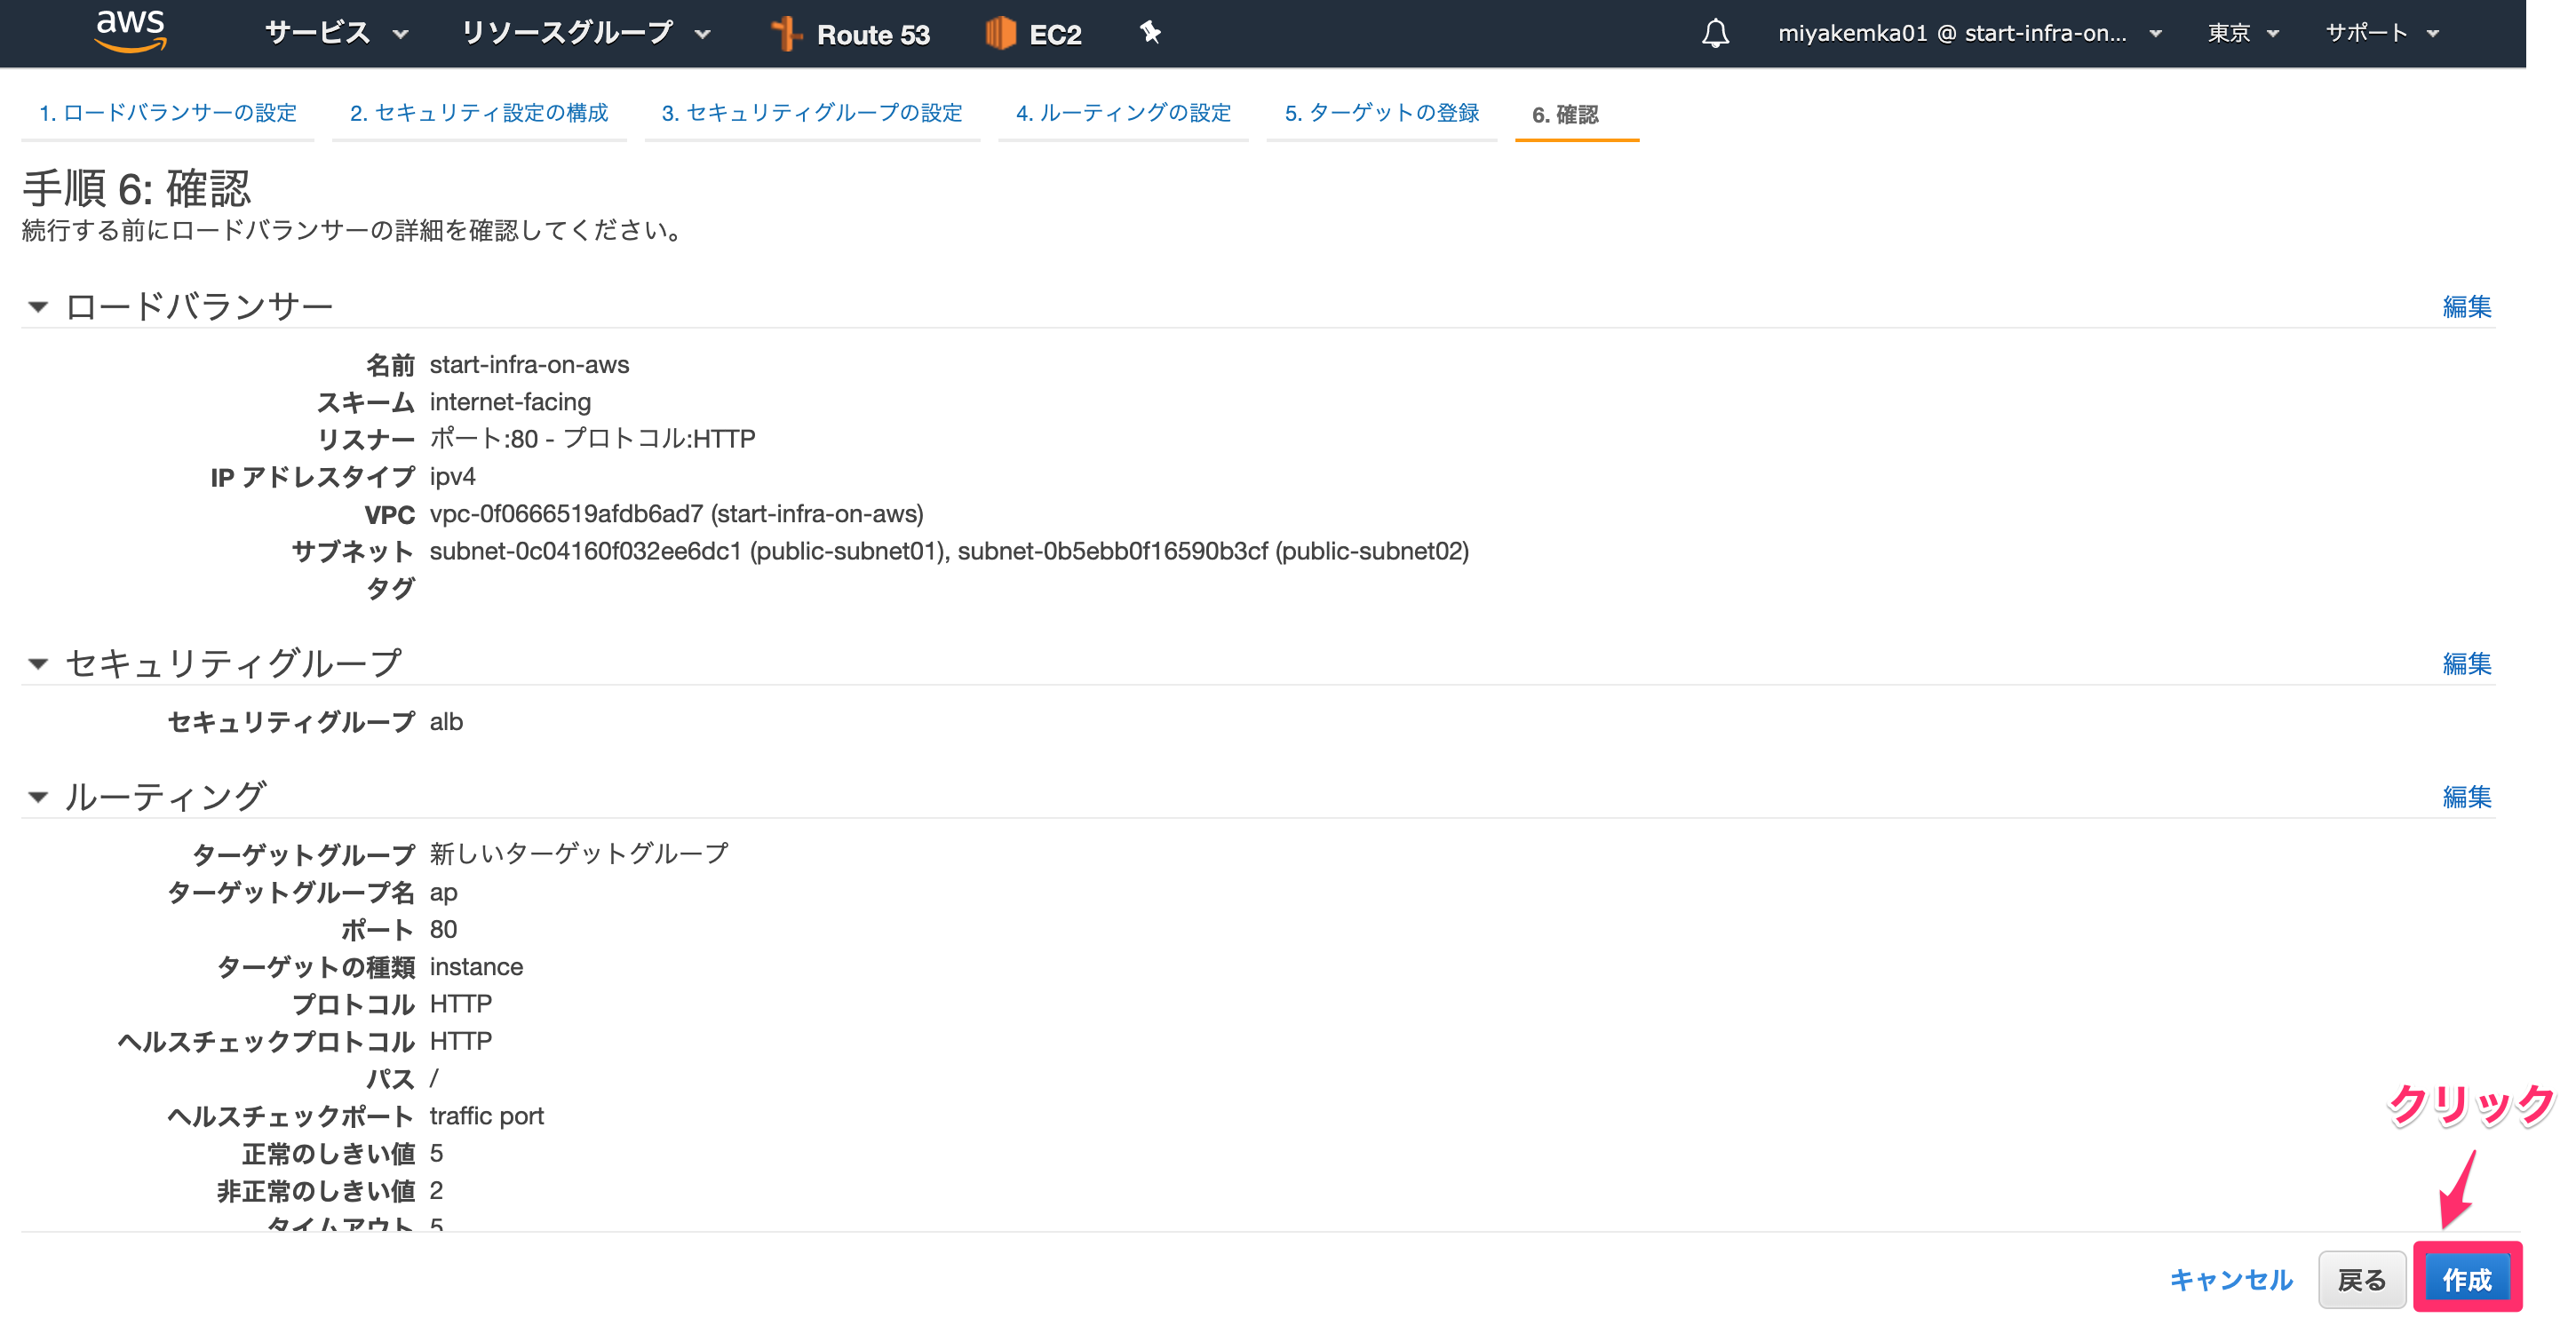 aws サービス リソースグループ Route 53 EC2 miyakemka01 @ start-infra-on... 東京 サポート
1. ロードバランサーの設定 2. セキュリティ設定の構成 3. セキュリティグループの設定 4. ルーティングの設定 5. ターゲットの登録 6. 確認
手順 6: 確認
続行する前にロードバランサーの詳細を確認してください。
ロードバランサー 編集
名前 start-infra-on-aws
スキーム internet-facing
リスナー ポート:80 - プロトコル:HTTP
IP アドレスタイプ ipv4
VPC vpc-0f0666519afdb6ad7 (start-infra-on-aws)
サブネット subnet-0c04160f032ee6dc1 (public-subnet01), subnet-0b5ebb0f16590b3cf (public-subnet02)
タグ
セキュリティグループ 編集
セキュリティグループ alb
ルーティング 編集
ターゲットグループ 新しいターゲットグループ
ターゲットグループ名 ap
ポート 80
ターゲットの種類 instance
プロトコル HTTP
ヘルスチェックプロトコル HTTP
パス /
ヘルスチェックポート traffic port
正常のしきい値 5
非正常のしきい値 2
タイムアウト 5
クリック
キャンセル 戻る 作成